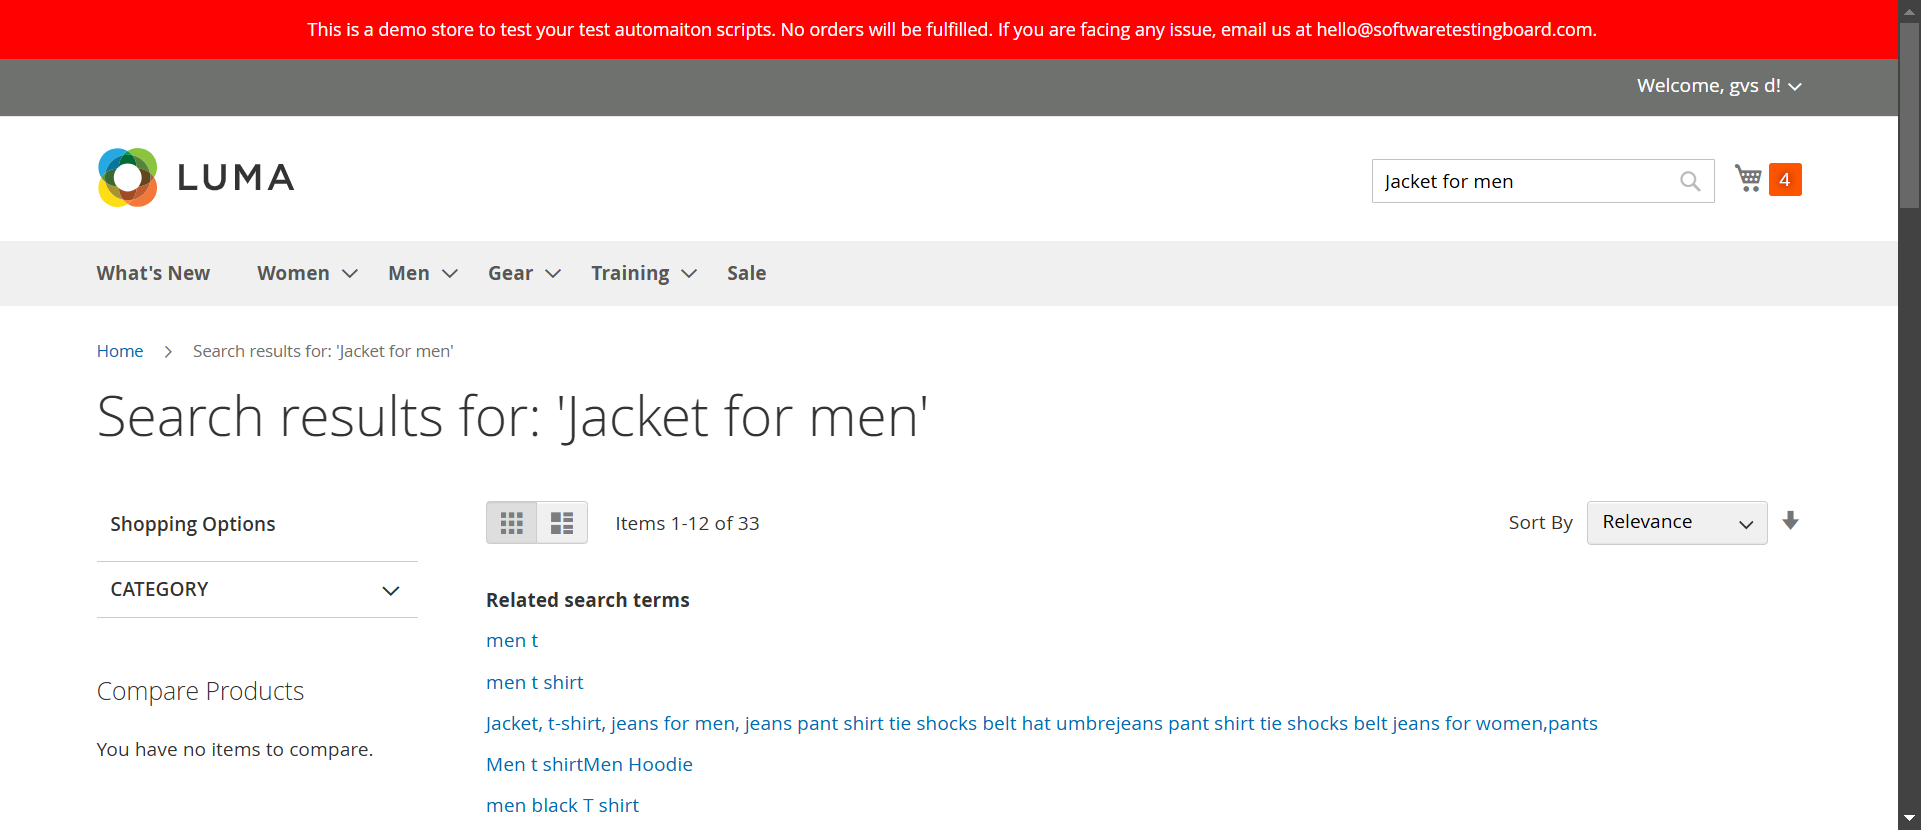 This is a demo store to test your test automaiton scripts. No orders will be fulfilled. If you are facing any issue, email us at hello@softwaretestingboard.com.
Welcome, gvs d!
LUMA
Jacket for men
4
What's New Women Men Gear Training Sale
Home Search results for: 'Jacket for men'
Search results for: 'Jacket for men'
Shopping Options
Items 1-12 of 33
Sort By Relevance
CATEGORY
Related search terms
men t
men t shirt
Jacket, t-shirt, jeans for men, jeans pant shirt tie shocks belt hat umbrejeans pant shirt tie shocks belt jeans for women,pants
Men t shirtMen Hoodie
men black T shirt
Compare Products
You have no items to compare.